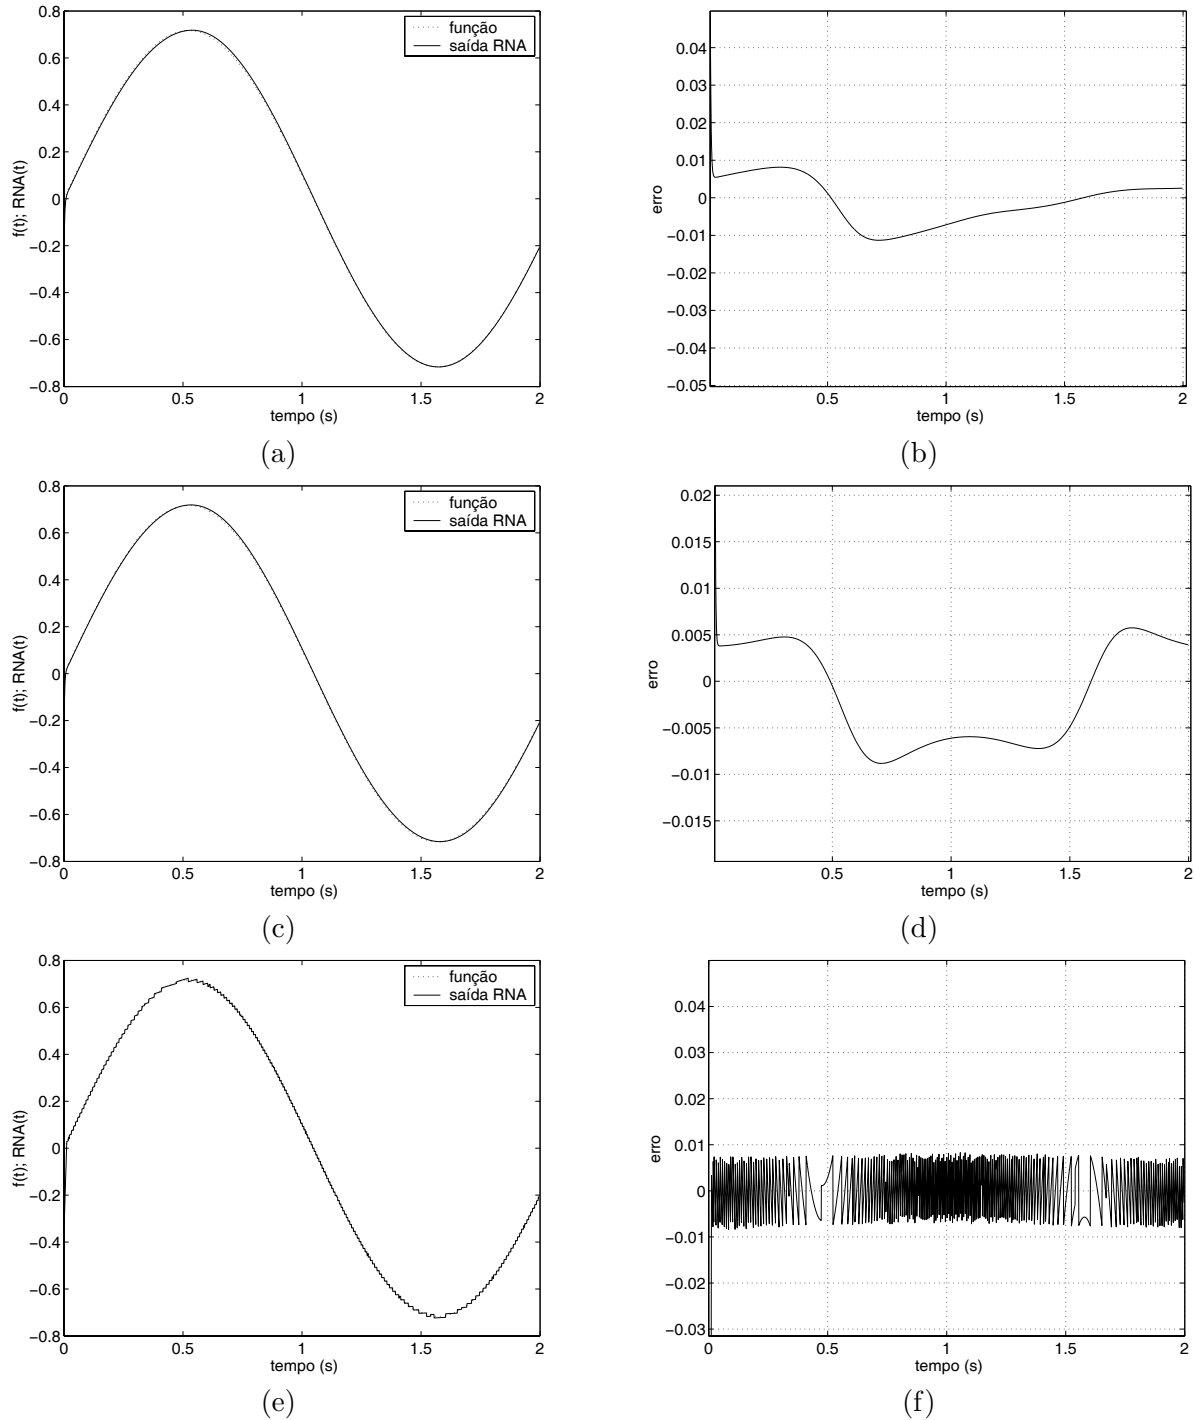 0.8
0.6
0.4
0.2
0
−0.2
−0.4
−0.6
−0.8
f(t); RNA(t)
função
saída RNA
0 0.5 1 1.5 2
tempo (s)
(a)
0.04
0.03
0.02
0.01
0
−0.01
−0.02
−0.03
−0.04
−0.05
erro
0.5 1 1.5 2
tempo (s)
(b)
0.8
0.6
0.4
0.2
0
−0.2
−0.4
−0.6
−0.8
f(t); RNA(t)
função
saída RNA
0 0.5 1 1.5 2
tempo (s)
(c)
0.02
0.015
0.01
0.005
0
−0.005
−0.01
−0.015
erro
0.5 1 1.5 2
tempo (s)
(d)
0.8
0.6
0.4
0.2
0
−0.2
−0.4
−0.6
−0.8
f(t); RNA(t)
função
saída RNA
0 0.5 1 1.5 2
tempo (s)
(e)
0.04
0.03
0.02
0.01
0
−0.01
−0.02
−0.03
erro
0 0.5 1 1.5 2
tempo (s)
(f)